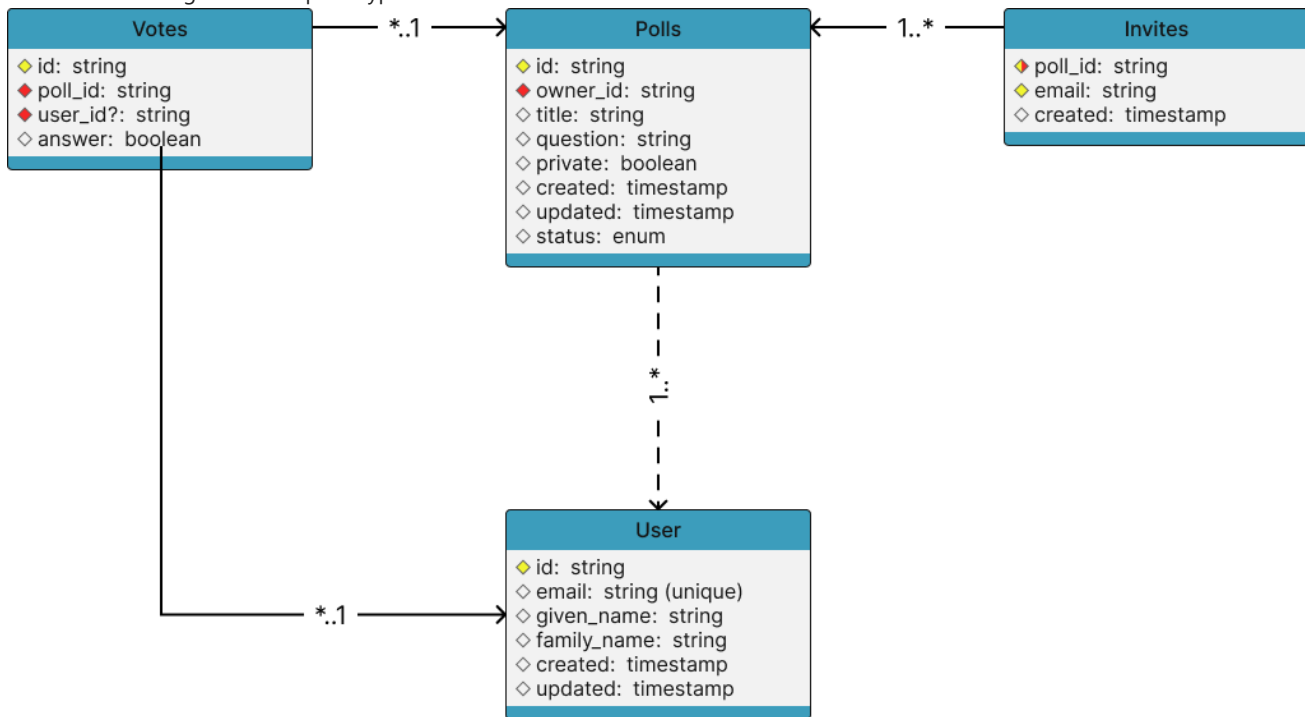 Votes
id: string
poll_id: string
user_id?: string
answer: boolean
*..1
Polls
id: string
owner_id: string
title: string
question: string
private: boolean
created: timestamp
updated: timestamp
status: enum
1..*
Invites
poll_id: string
email: string
created: timestamp
1..*
*..1
User
id: string
email: string (unique)
given_name: string
family_name: string
created: timestamp
updated: timestamp